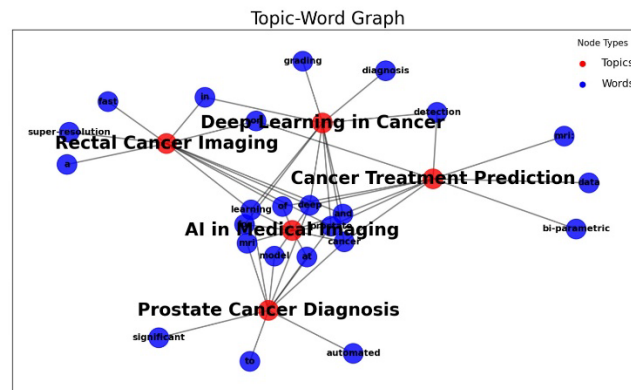 Topic-Word Graph
Node Types
Topics
Words
grading
diagnosis
fast
in
detection
Deep Learning in Cancer
super-resolution
Rectal Cancer Imaging
mri:
a
Cancer Treatment Prediction
data
learning
of
deep
and
bi-parametric
AI in Medical Imaging
prostate
mri
cancer
model
at
Prostate Cancer Diagnosis
significant
to
automated